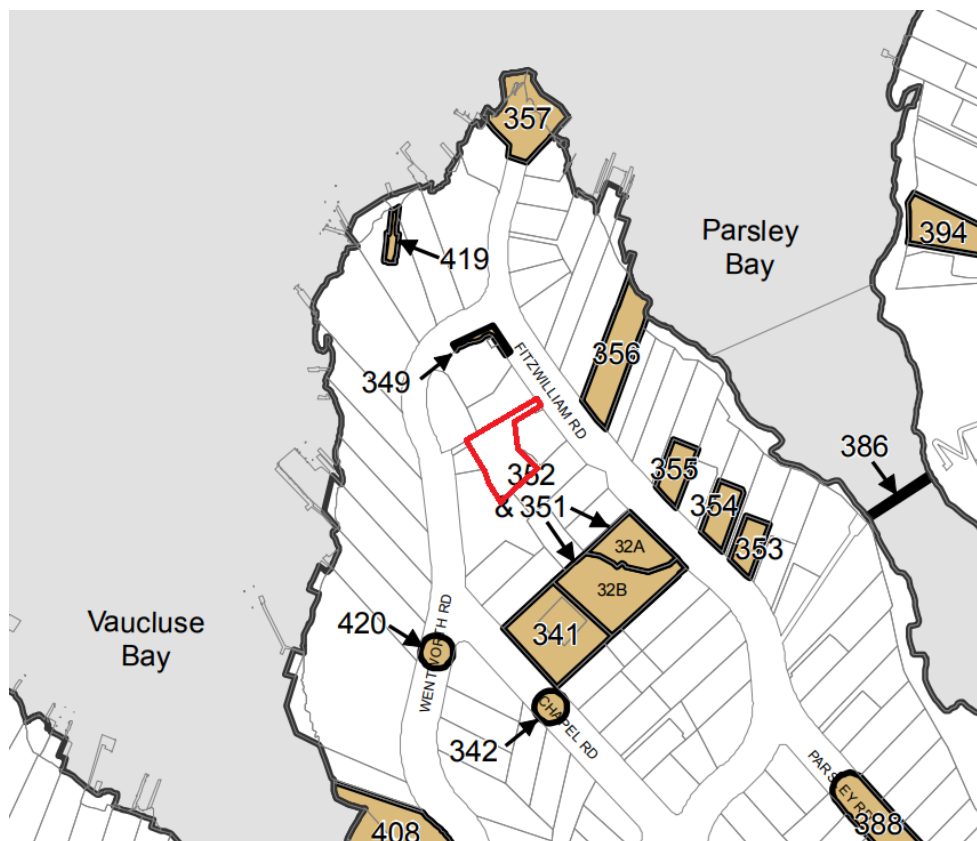 357
Parsley
Bay
394
419
349
FITZWILLIAM RD
356
386
352
& 351
355
354
353
32A
32B
341
Vaucluse
Bay
420
WENTWORTH RD
342
CHAPEL RD
PARSLEY RD
388
408